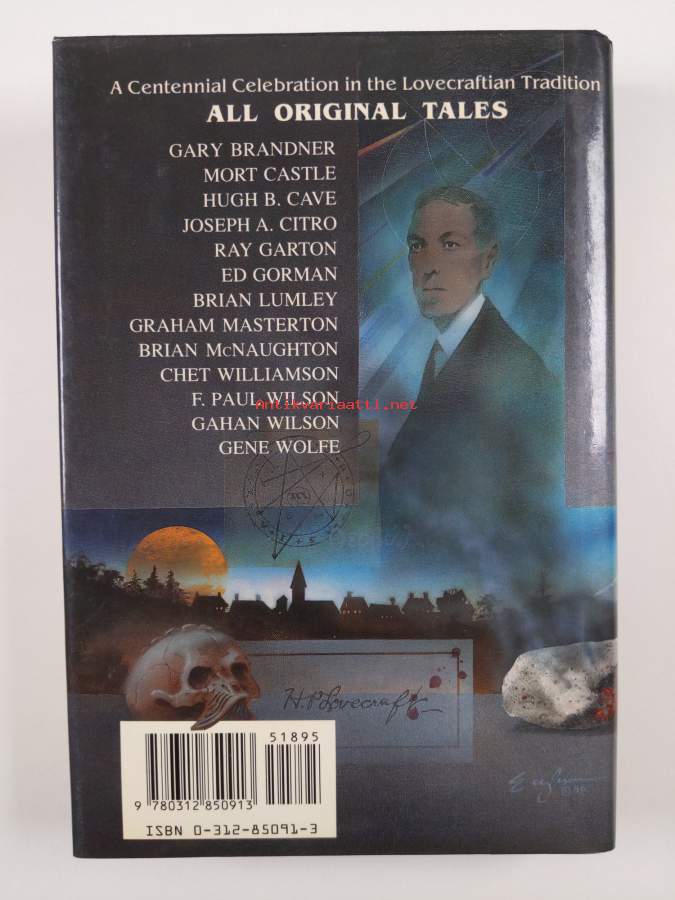 A Centennial Celebration in the Lovecraftian Tradition
ALL ORIGINAL TALES
GARY BRANDNER
MORT CASTLE
HUGH B. CAVE
JOSEPH A. CITRO
RAY GARTON
ED GORMAN
BRIAN LUMLEY
GRAHAM MASTERTON
BRIAN McNAUGHTON
CHET WILLIAMSON
F. PAUL WILSON
Antikvariaatti.net
GAHAN WILSON
GENE WOLFE
H.P. Lovecraft
51895
9 780312 850913
ISBN 0-312-85091-3